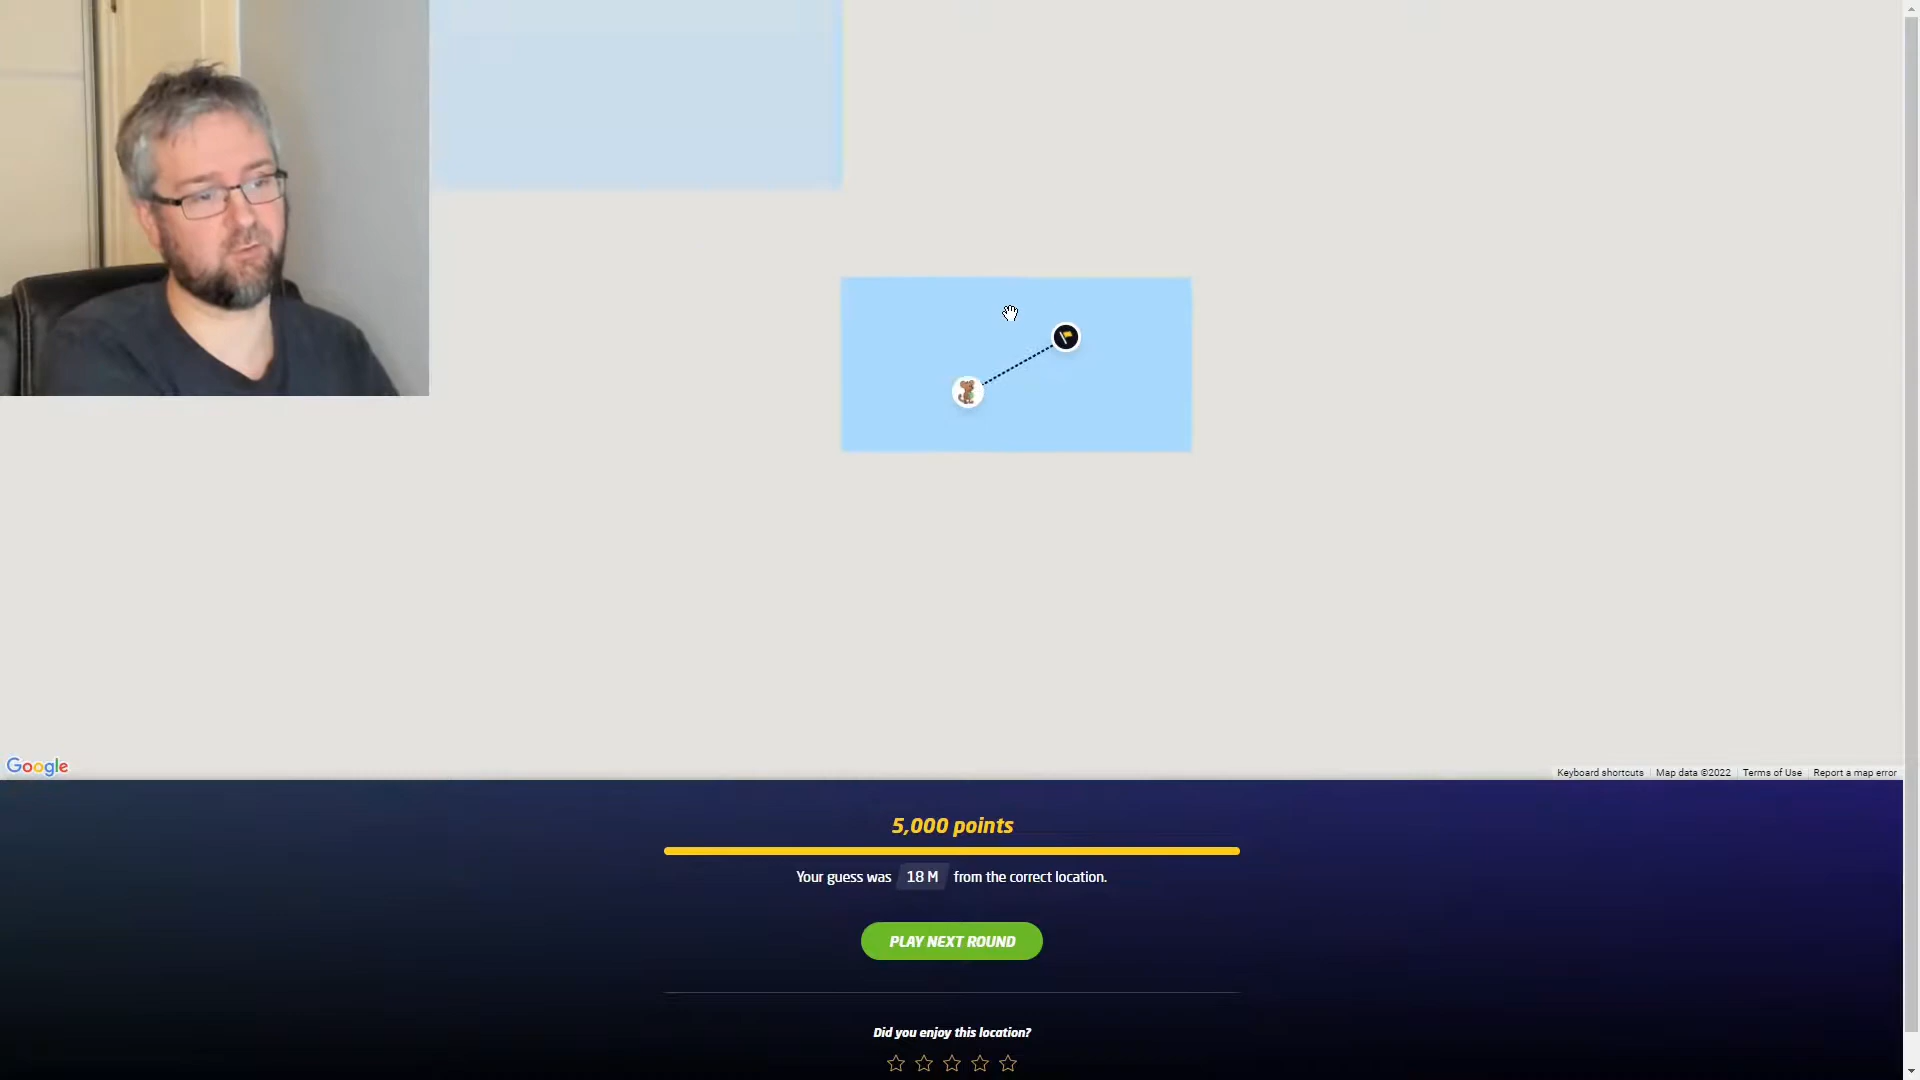 Google
Keyboard shortcuts
Map data ©2022
Terms of Use
Report a map error
5,000 points
Your guess was 18 M from the correct location.
PLAY NEXT ROUND
Did you enjoy this location?